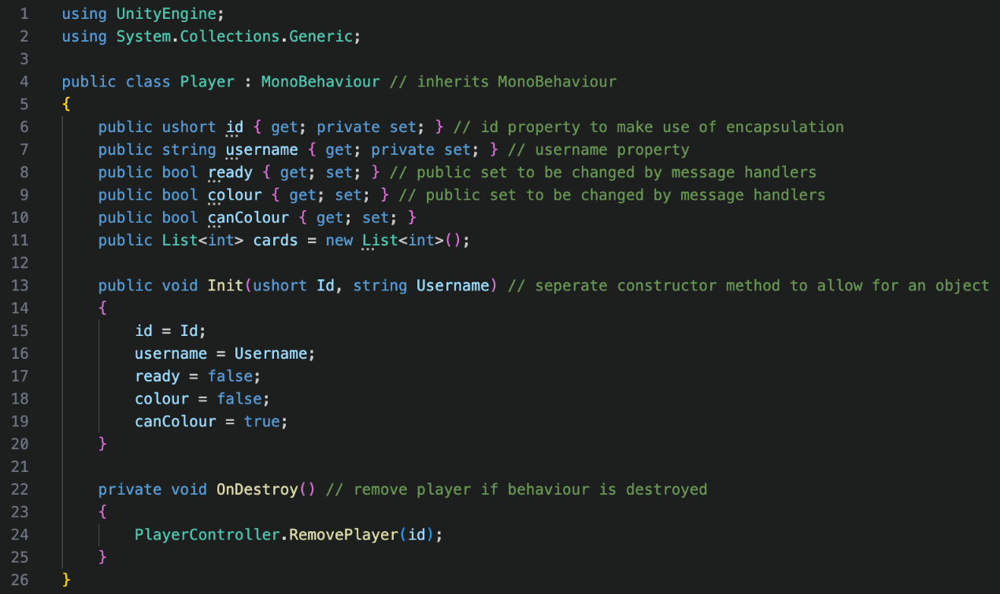 1 using UnityEngine;
2 using System.Collections.Generic;
3
4 public class Player : MonoBehaviour // inherits MonoBehaviour
5 {
6     public ushort id { get; private set; } // id property to make use of encapsulation
7     public string username { get; private set; } // username property
8     public bool ready { get; set; } // public set to be changed by message handlers
9     public bool colour { get; set; } // public set to be changed by message handlers
10     public bool canColour { get; set; }
11     public List<int> cards = new List<int>();
12
13     public void Init(ushort Id, string Username) // seperate constructor method to allow for an object
14     {
15         id = Id;
16         username = Username;
17         ready = false;
18         colour = false;
19         canColour = true;
20     }
21
22     private void OnDestroy() // remove player if behaviour is destroyed
23     {
24         PlayerController.RemovePlayer(id);
25     }
26 }